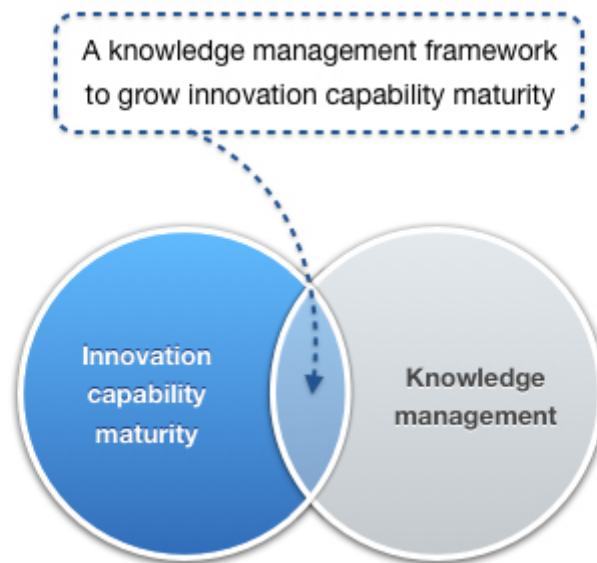 A knowledge management framework
to grow innovation capability maturity
Innovation
capability
maturity
Knowledge
management